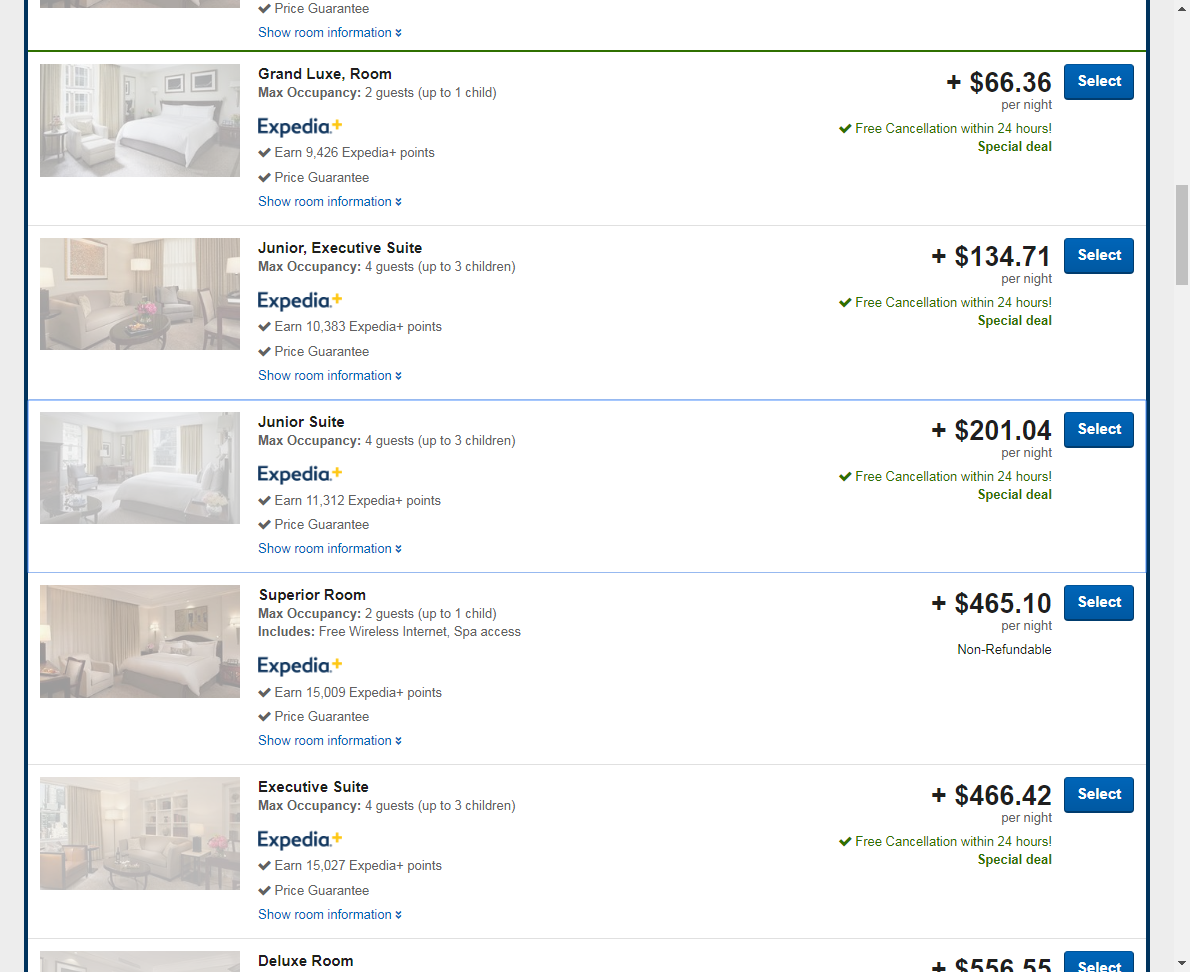 Price Guarantee
Show room information
Grand Luxe, Room
Max Occupancy: 2 guests (up to 1 child)
+ $66.36
Select
per night
Expedia.+
Free Cancellation within 24 hours!
Special deal
Earn 9,426 Expedia+ points
Price Guarantee
Show room information
Junior, Executive Suite
Max Occupancy: 4 guests (up to 3 children)
+ $134.71
Select
per night
Expedia.+
Free Cancellation within 24 hours!
Special deal
Earn 10,383 Expedia+ points
Price Guarantee
Show room information
Junior Suite
Max Occupancy: 4 guests (up to 3 children)
+ $201.04
Select
per night
Expedia.+
Free Cancellation within 24 hours!
Special deal
Earn 11,312 Expedia+ points
Price Guarantee
Show room information
Superior Room
Max Occupancy: 2 guests (up to 1 child)
Includes: Free Wireless Internet, Spa access
+ $465.10
Select
per night
Non-Refundable
Expedia.+
Earn 15,009 Expedia+ points
Price Guarantee
Show room information
Executive Suite
Max Occupancy: 4 guests (up to 3 children)
+ $466.42
Select
per night
Expedia.+
Free Cancellation within 24 hours!
Special deal
Earn 15,027 Expedia+ points
Price Guarantee
Show room information
Deluxe Room
+ $556.55
Select